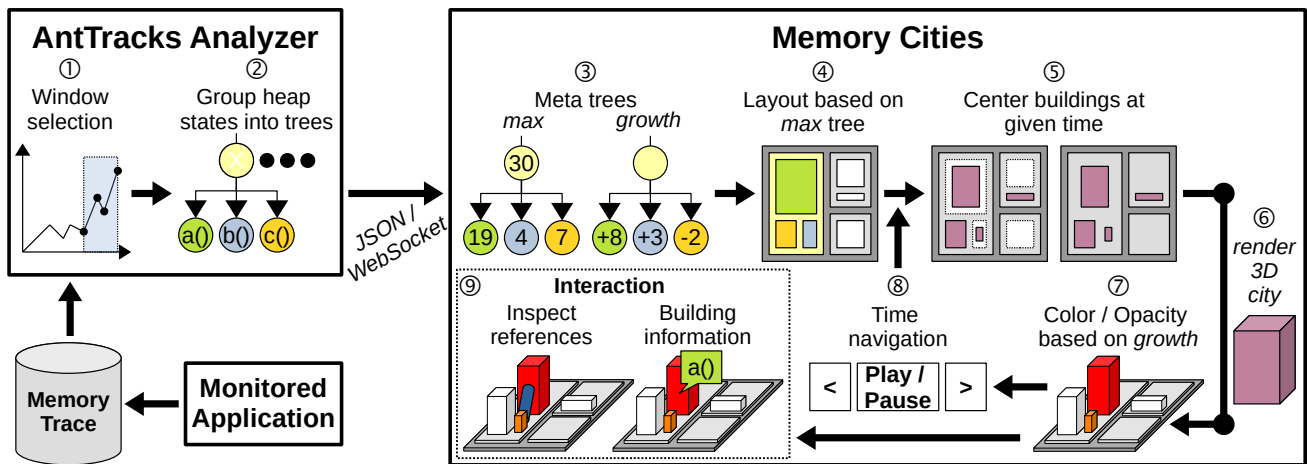 AntTracks Analyzer
①
Window
selection
②
Group heap
states into trees
X
a()
b()
c()
JSON /
WebSocket
Memory
Trace
Monitored
Application
Memory Cities
③
Meta trees
max
growth
30
19
4
7
+8
+3
-2
④
Layout based on
max tree
⑤
Center buildings at
given time
⑥
render
3D
city
⑦
Color / Opacity
based on growth
⑧
Time
navigation
<
Play /
Pause
>
⑨
Interaction
Inspect
references
Building
information
a()